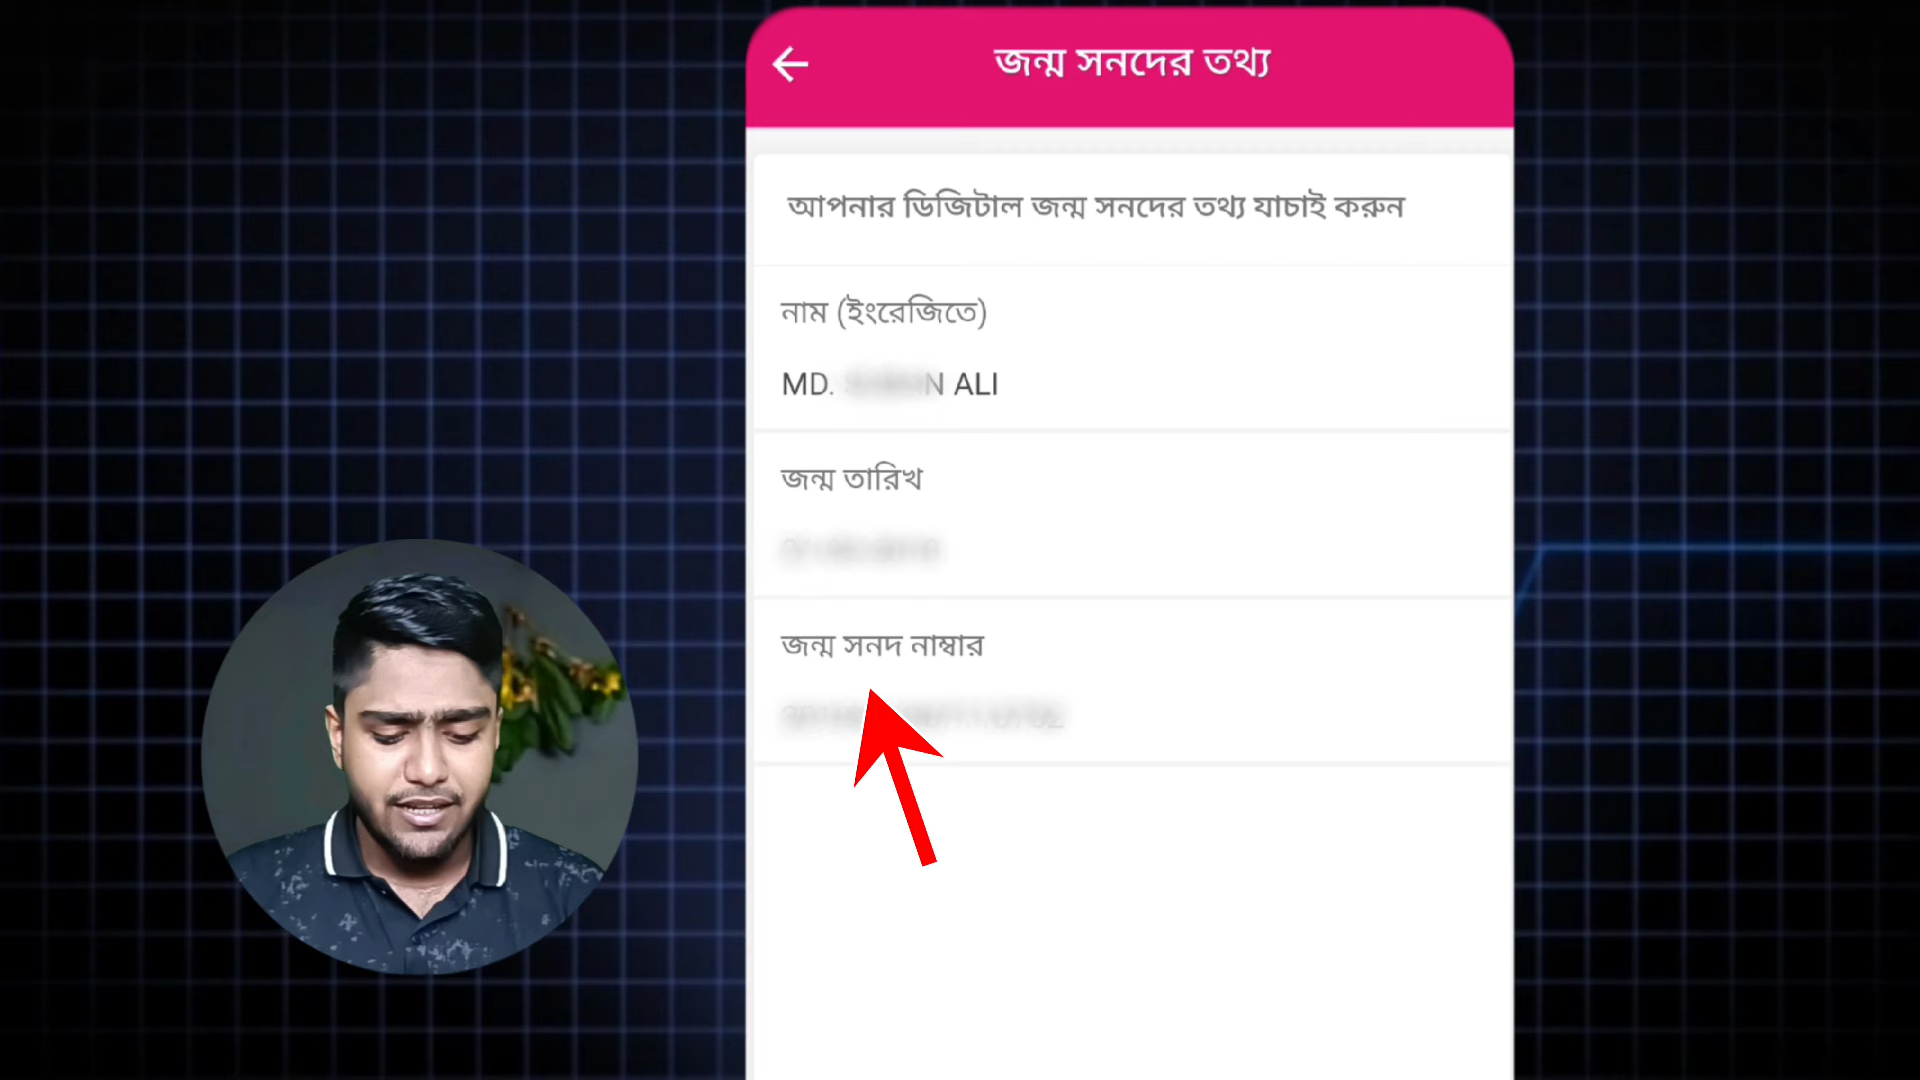 জন্ম সনদের তথ্য
আপনার ডিজিটাল জন্ম সনদের তথ্য যাচাই করুন
নাম (ইংরেজিতে)
MD. ALI
জন্ম তারিখ
জন্ম সনদ নাম্বার